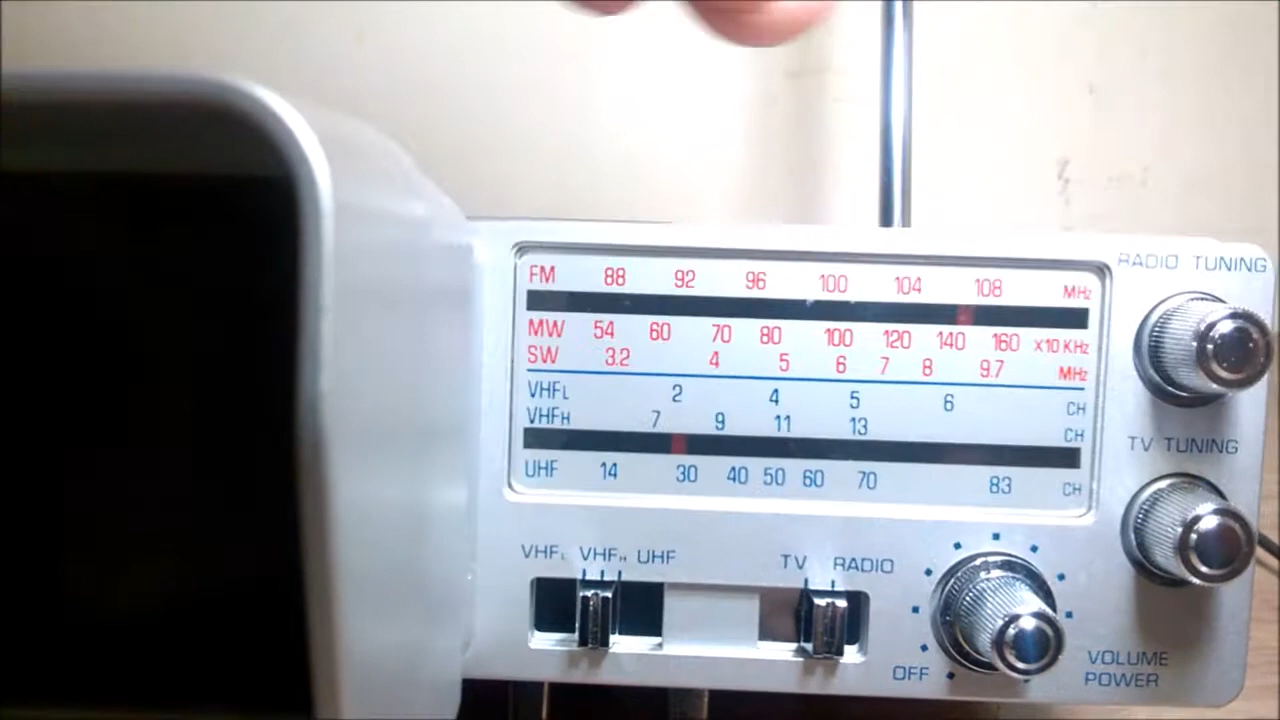 RADIO TUNING
FM 88 92 96 100 104 108 MHz
MW 54 60 70 80 100 120 140 160 x10 KHz
SW 3.2 4 5 6 7 8 9.7 MHz
VHFL 2 4 5 6 CH
VHFH 7 9 11 13 CH
TV TUNING
UHF 14 30 40 50 60 70 83 CH
VHFL VHFH UHF
TV RADIO
OFF
VOLUME
POWER